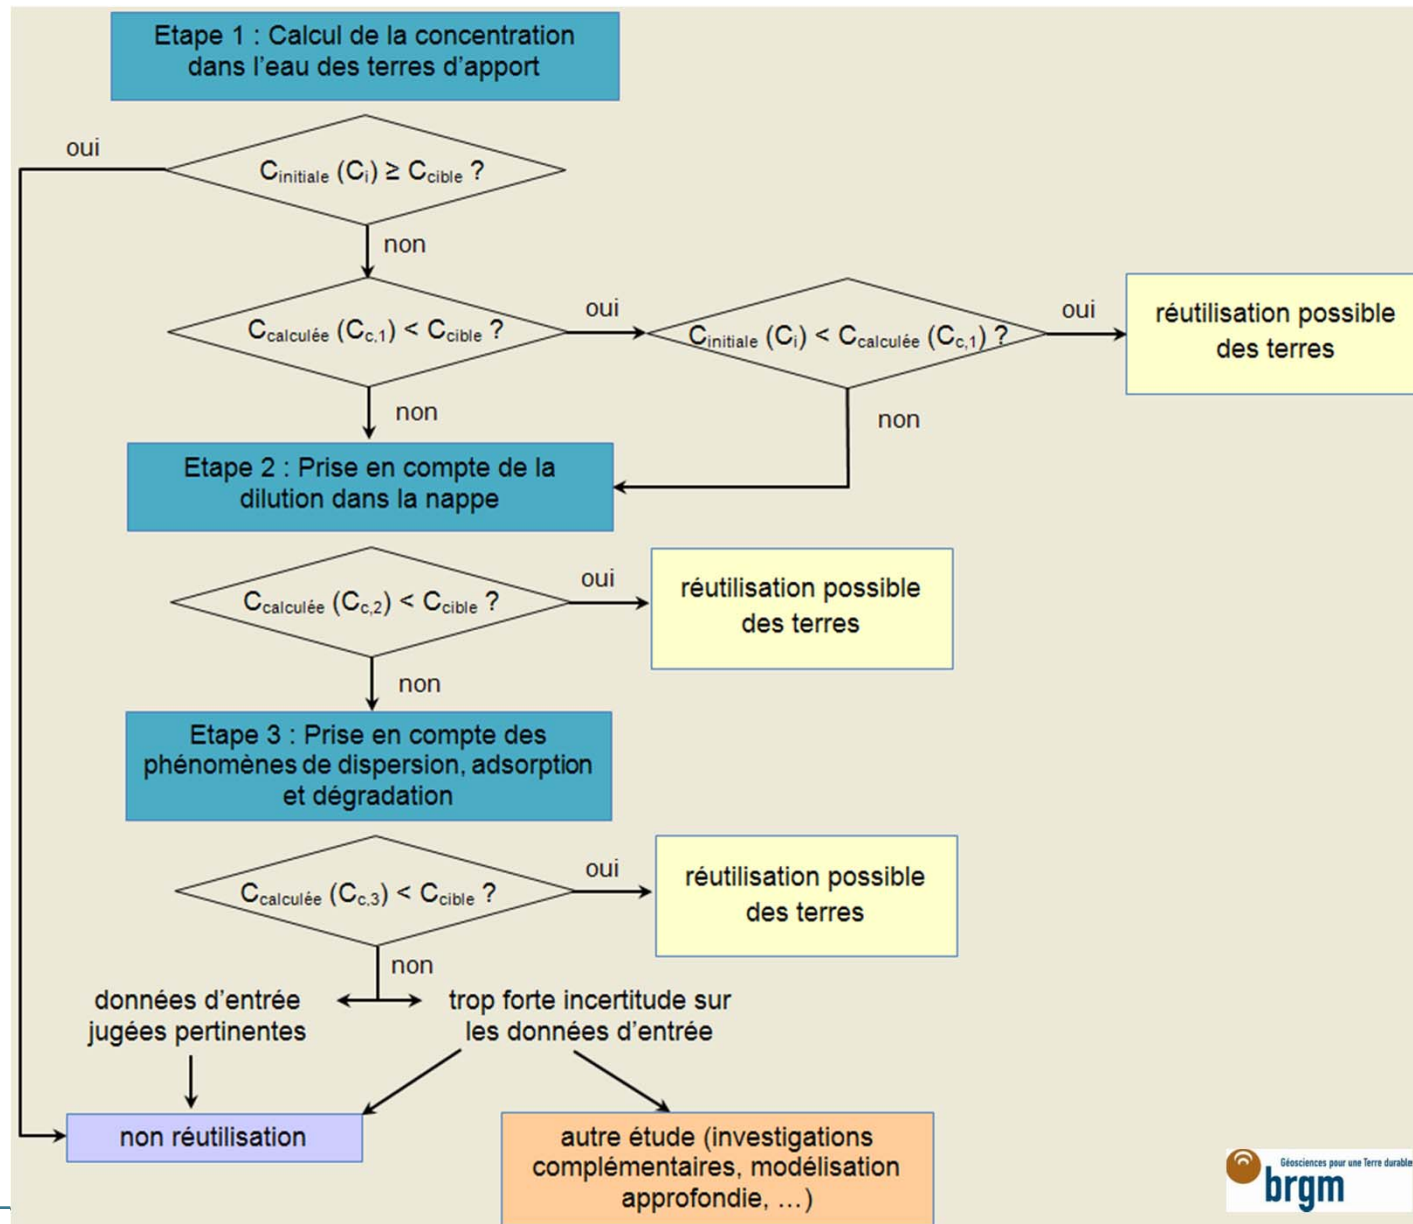 Etape 1 : Calcul de la concentration
dans l'eau des terres d'apport
oui
Cinitiale (Ci) ≥ Ccible ?
non
Ccalculée (Cc,1) < Ccible ?
oui
Cinitiale (Ci) < Ccalculée (Cc,1) ?
oui
réutilisation possible
des terres
non
non
Etape 2 : Prise en compte de la
dilution dans la nappe
Ccalculée (Cc,2) < Ccible ?
oui
réutilisation possible
des terres
non
Etape 3 : Prise en compte des
phénomènes de dispersion, adsorption
et dégradation
Ccalculée (Cc,3) < Ccible ?
oui
réutilisation possible
des terres
non
données d'entrée
jugées pertinentes
trop forte incertitude sur
les données d'entrée
non réutilisation
autre étude (investigations
complémentaires, modélisation
approfondie, …)
Géosciences pour une Terre durable
brgm